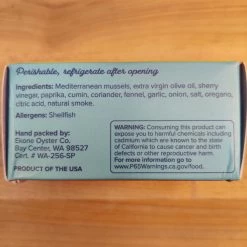 Perishable, refrigerate after opening
Ingredients: Mediterranean mussels, extra virgin olive oil, sherry
vinegar, paprika, cumin, coriander, fennel, garlic, onion, salt, oregano,
citric acid, natural smoke.
Allergens: Shellfish
Hand packed by:
Ekone Oyster Co.
Bay Center, WA 98527
Cert. # WA-256-SP
PRODUCT OF THE USA
WARNING: Consuming this product can
expose you to harmful chemicals including
cadmium which are known to the state
of California to cause cancer and birth
defects or other reproductive harm.
For more information go to
www.P65Warnings.ca.gov/food.